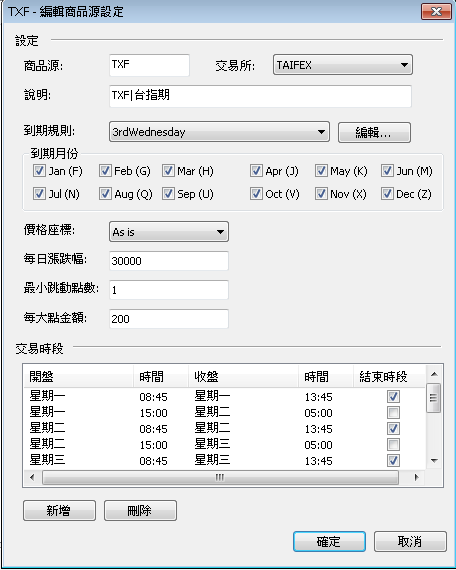 TXF - 編輯商品源設定
設定
商品源: TXF 交易所: TAIFEX
說明: TXF|台指期
到期規則: 3rdWednesday 編輯...
到期月份
Jan (F) Feb (G) Mar (H) Apr (J) May (K) Jun (M)
Jul (N) Aug (Q) Sep (U) Oct (V) Nov (X) Dec (Z)
價格座標: As is
每日漲跌幅: 30000
最小跳動點數: 1
每大點金額: 200
交易時段
開盤 時間 收盤 時間 結束時段
星期一 08:45 星期一 13:45
星期一 15:00 星期二 05:00
星期二 08:45 星期二 13:45
星期二 15:00 星期三 05:00
星期三 08:45 星期三 13:45
新增 刪除
確定 取消